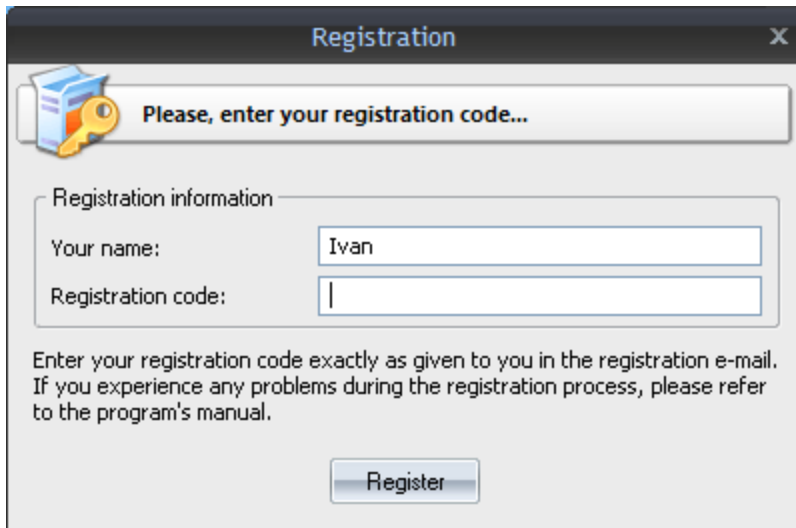 Registration
Please, enter your registration code...
Registration information
Your name: Ivan
Registration code:
Enter your registration code exactly as given to you in the registration e-mail.
If you experience any problems during the registration process, please refer
to the program's manual.
Register